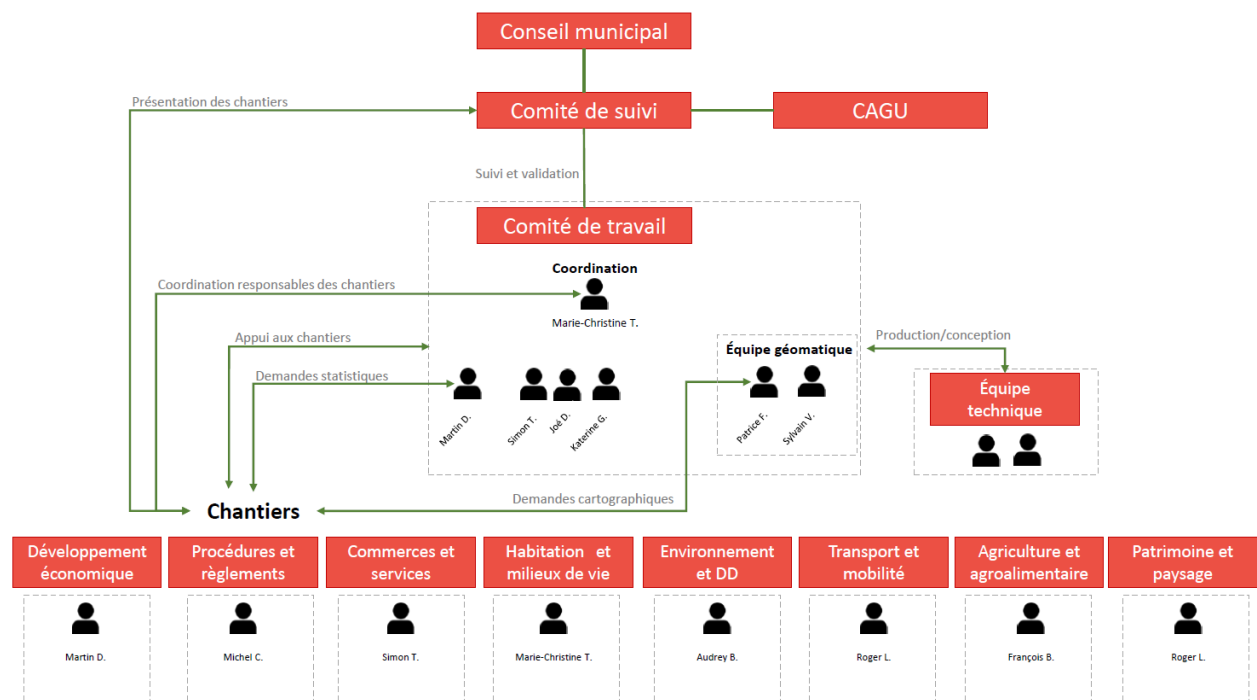 Conseil municipal
Présentation des chantiers
Comité de suivi
CAGU
Suivi et validation
Comité de travail
Coordination
Coordination responsables des chantiers
Marie-Christine T.
Appui aux chantiers
Production/conception
Équipe géomatique
Demandes statistiques
Équipe
technique
Martin D.
Simon T.
Joé D.
Katerine G.
Patrice F.
Sylvain V.
Demandes cartographiques
Chantiers
Développement
économique
Procédures et
règlements
Commerces et
services
Habitation et
milieux de vie
Environnement
et DD
Transport et
mobilité
Agriculture et
agroalimentaire
Patrimoine et
paysage
Martin D.
Michel C.
Simon T.
Marie-Christine T.
Audrey B.
Roger L.
François B.
Roger L.